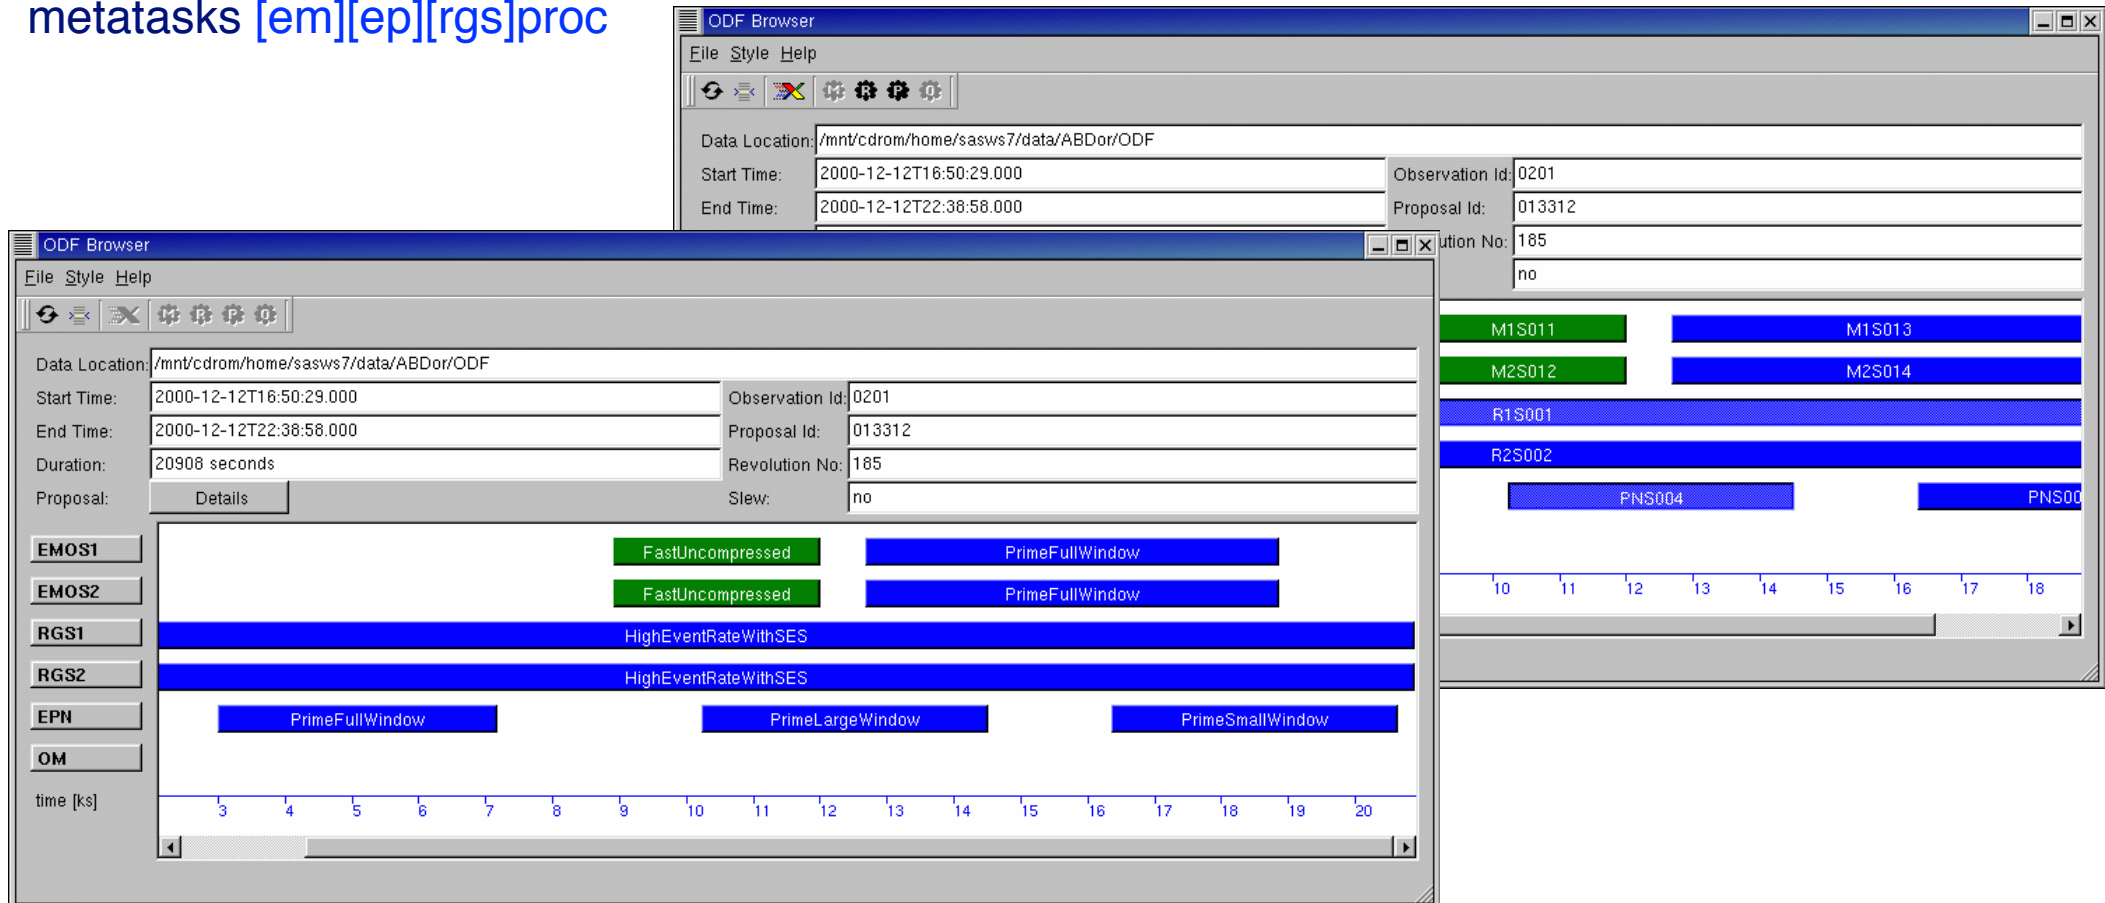 metatasks [em][ep][rgs]proc
ODF Browser
File Style Help
Data Location: /mnt/cdrom/home/sasws7/data/ABDor/ODF
Start Time: 2000-12-12T16:50:29.000 Observation Id: 0201
End Time: 2000-12-12T22:38:58.000 Proposal Id: 013312
ution No: 185
no
M1S011 M1S013
M2S012 M2S014
R1S001
R2S002
PNS004 PNS00
10 11 12 13 14 15 16 17 18
ODF Browser
File Style Help
Data Location: /mnt/cdrom/home/sasws7/data/ABDor/ODF
Start Time: 2000-12-12T16:50:29.000 Observation Id: 0201
End Time: 2000-12-12T22:38:58.000 Proposal Id: 013312
Duration: 20908 seconds Revolution No: 185
Proposal: Details Slew: no
EMOS1 FastUncompressed PrimeFullWindow
EMOS2 FastUncompressed PrimeFullWindow
RGS1 HighEventRateWithSES
RGS2 HighEventRateWithSES
EPN PrimeFullWindow PrimeLargeWindow PrimeSmallWindow
OM
time [ks] 3 4 5 6 7 8 9 10 11 12 13 14 15 16 17 18 19 20